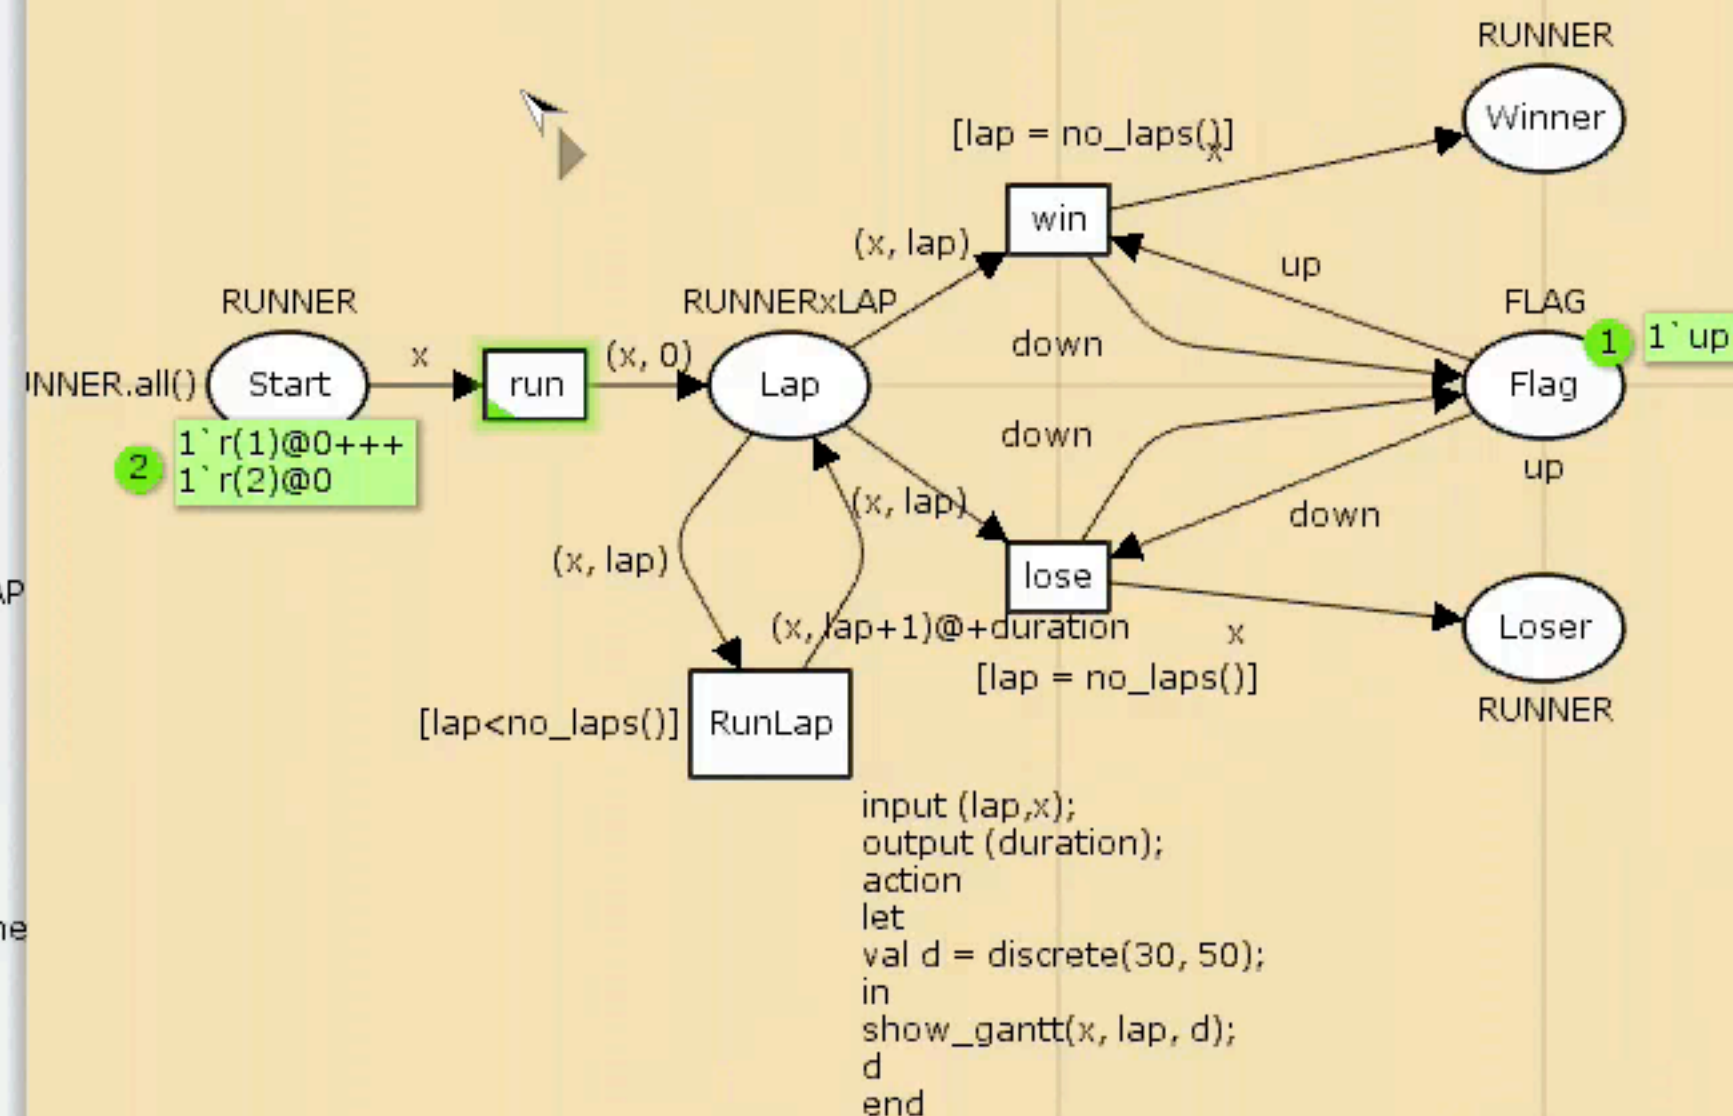 RUNNER
Winner
[lap = no_laps()]
x
win
(x, lap)
up
RUNNER
RUNNERxLAP
FLAG
1
1`up
down
x
(x, 0)
UNNER.all()
Start
run
Lap
Flag
down
1`r(1)@0+++
2
1`r(2)@0
up
(x, lap)
down
(x, lap)
lose
AP
(x, lap+1)@+duration
x
Loser
[lap = no_laps()]
RUNNER
[lap<no_laps()]
RunLap
input (lap,x);
output (duration);
action
let
ne
val d = discrete(30, 50);
in
show_gantt(x, lap, d);
d
end